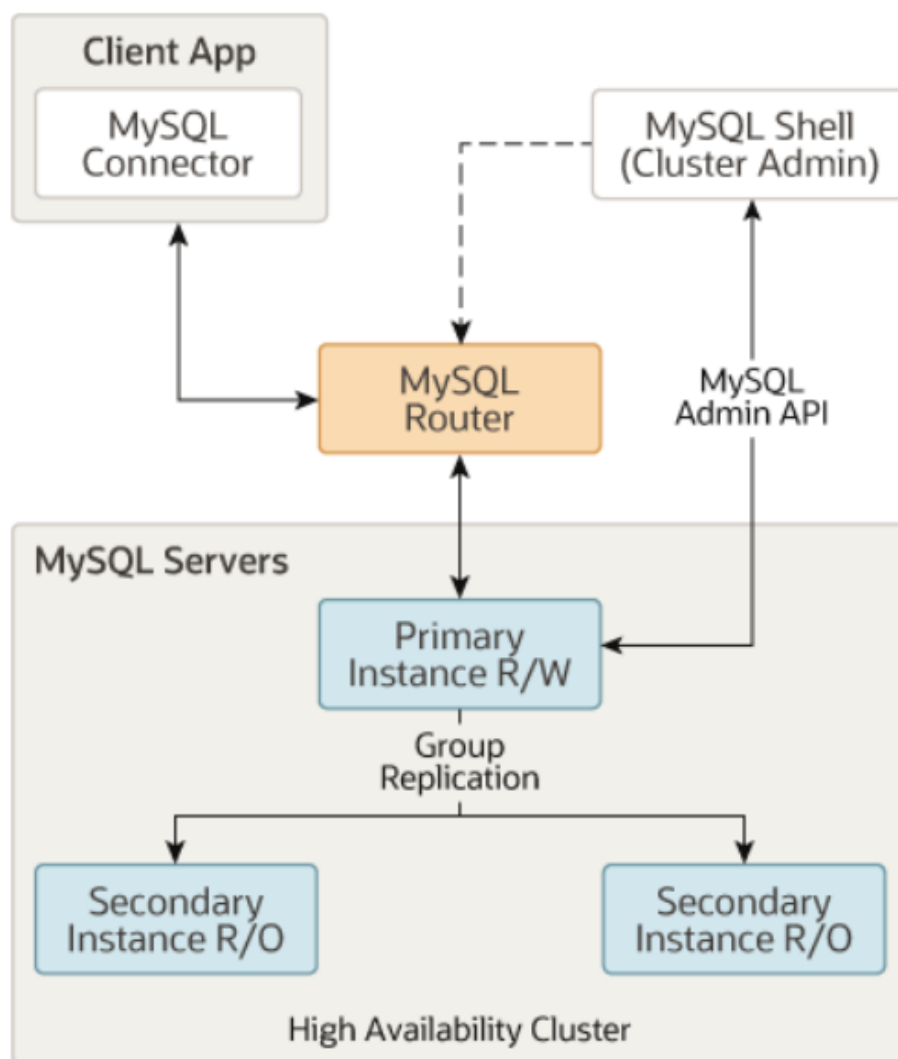 Client App
MySQL
Connector
MySQL Shell
(Cluster Admin)
MySQL
Router
MySQL
Admin API
MySQL Servers
Primary
Instance R/W
Group
Replication
Secondary
Instance R/O
Secondary
Instance R/O
High Availability Cluster